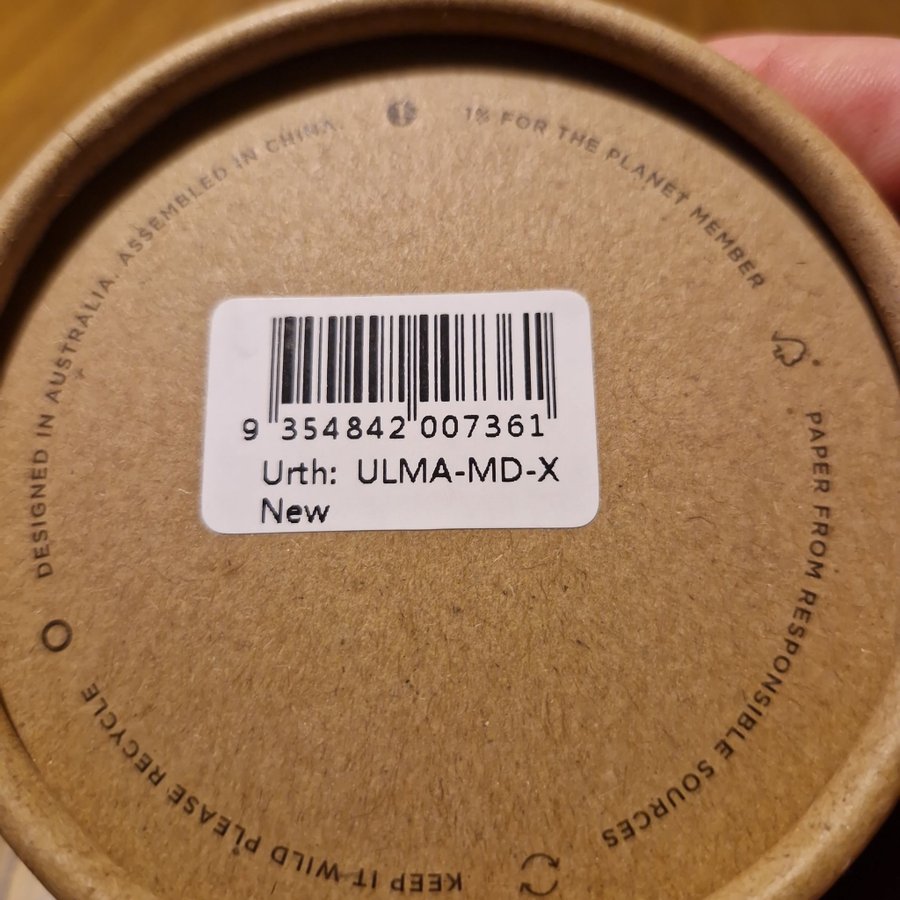 DESIGNED IN AUSTRALIA. ASSEMBLED IN CHINA.
1% FOR THE PLANET MEMBER
PAPER FROM RESPONSIBLE SOURCES
KEEP IT WILD PLEASE RECYCLE
9 354842 007361
Urth: ULMA-MD-X
New